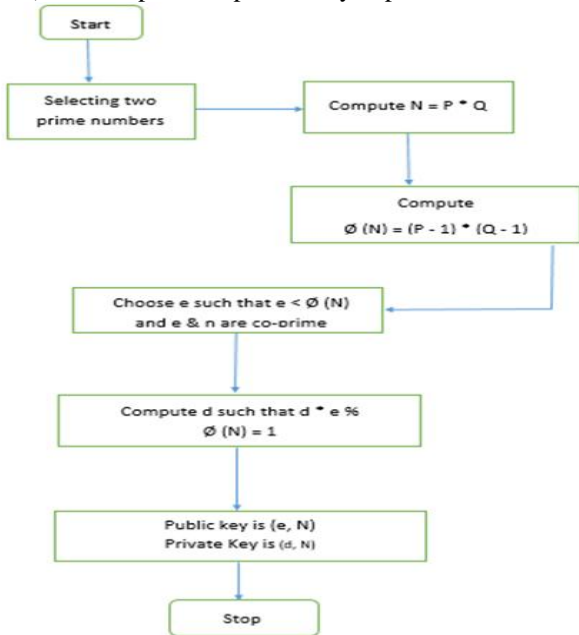 Start
Selecting two
prime numbers
Compute N = P * Q
Compute
Ø (N) = (P - 1) * (Q - 1)
Choose e such that e < Ø (N)
and e & n are co-prime
Compute d such that d * e %
Ø (N) = 1
Public key is (e, N)
Private Key is (d, N)
Stop